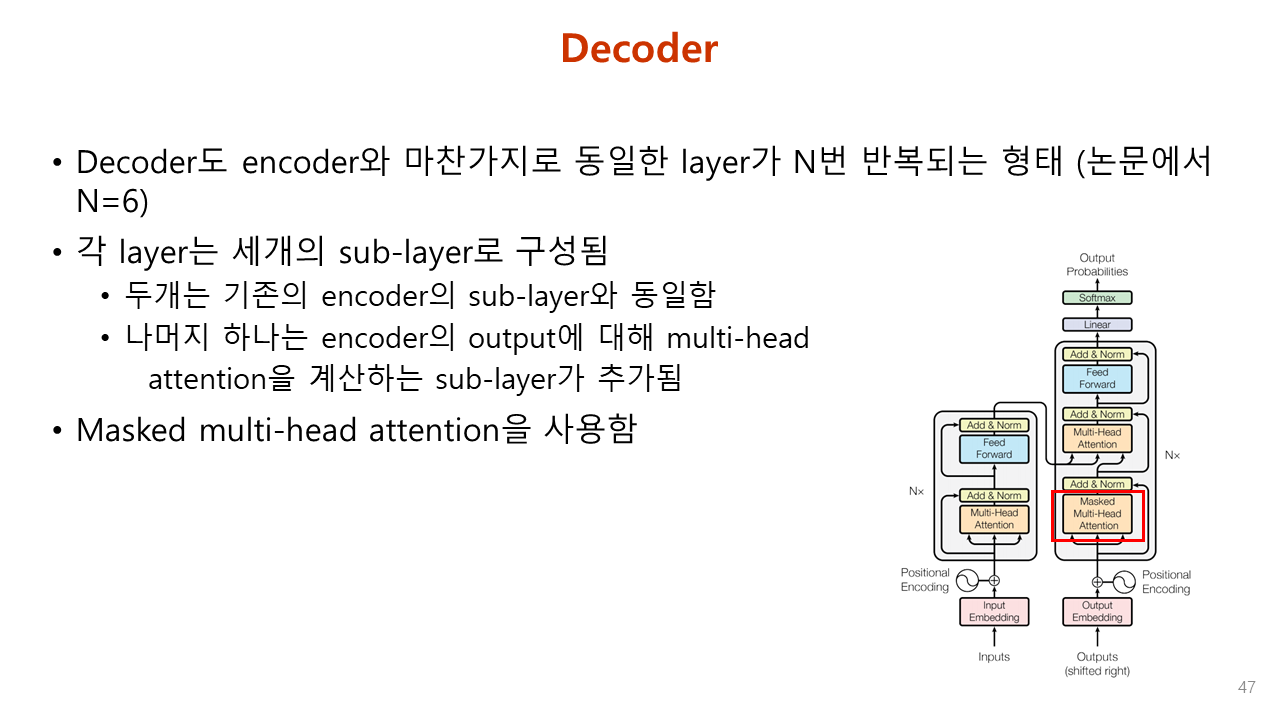 Decoder
• Decoder도 encoder와 마찬가지로 동일한 layer가 N번 반복되는 형태 (논문에서
N=6)
• 각 layer는 세개의 sub-layer로 구성됨
• 두개는 기존의 encoder의 sub-layer와 동일함
• 나머지 하나는 encoder의 output에 대해 multi-head
attention을 계산하는 sub-layer가 추가됨
• Masked multi-head attention을 사용함
Output
Probabilities
Softmax
Linear
Add & Norm
Feed
Forward
Add & Norm
Multi-Head
Attention
N×
Add & Norm
Masked
Multi-Head
Attention
Add & Norm
Feed
Forward
N×
Add & Norm
Multi-Head
Attention
Positional
Encoding
Positional
Encoding
Input
Embedding
Output
Embedding
Inputs
Outputs
(shifted right)
47